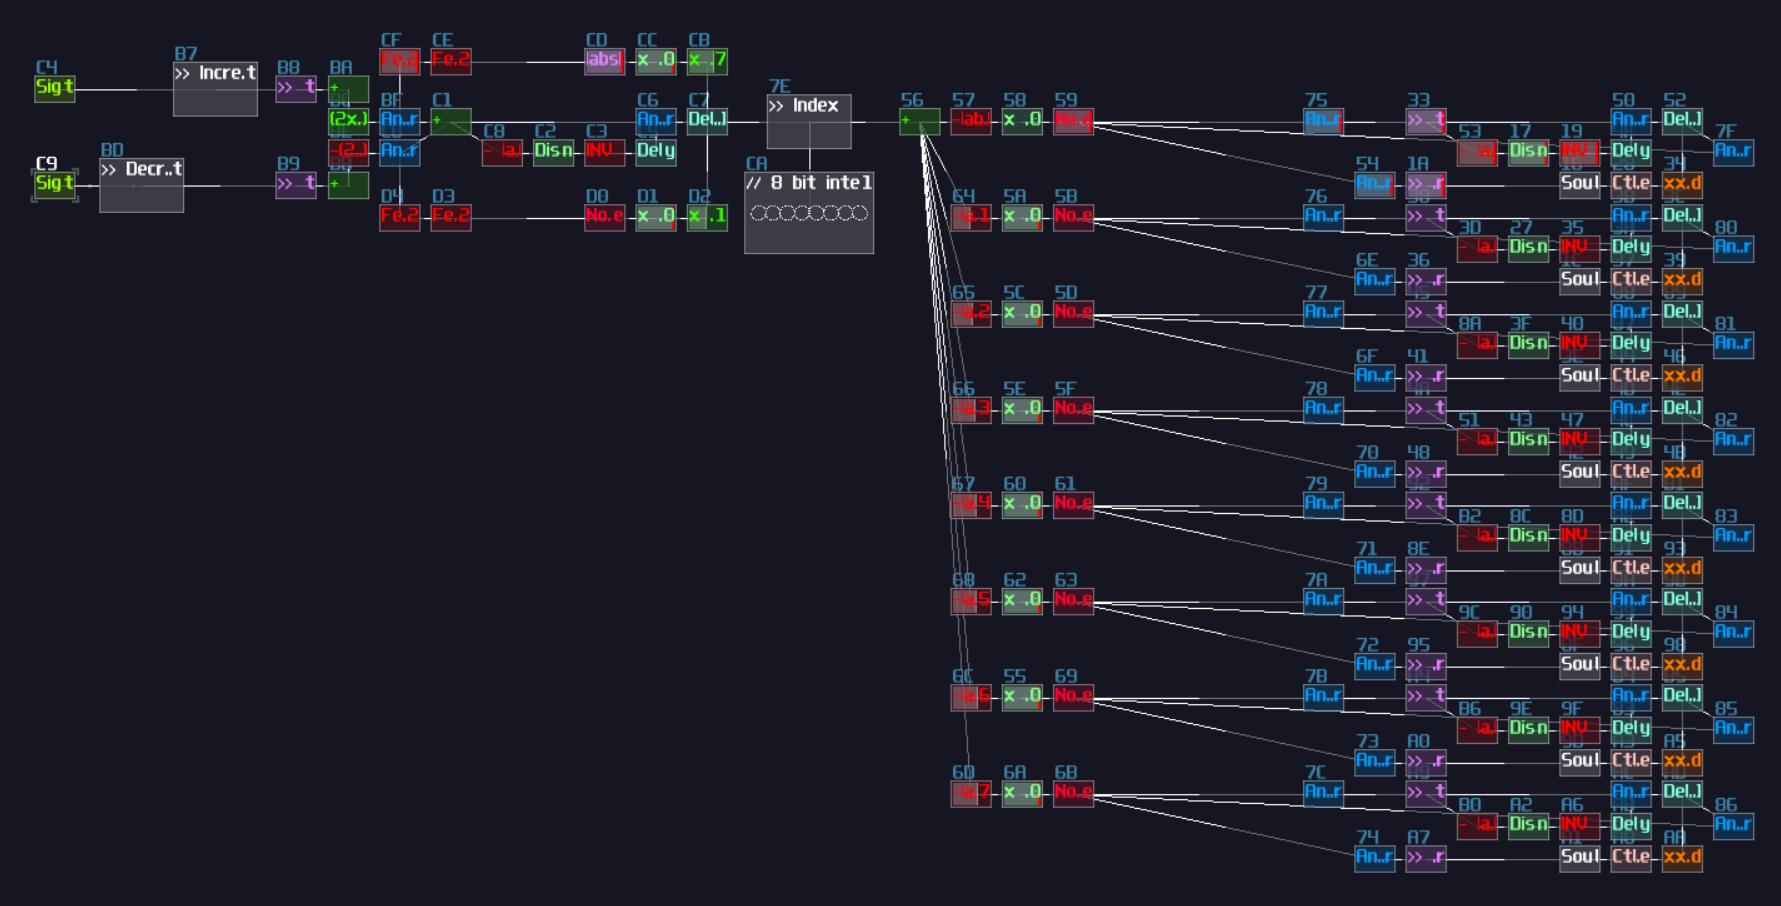 CF CE CD CC CB
Fe.2 Fe.2 abs x .0 x .7
C4 B7 B8 BA
Sigt >> Incre.t >> t +
BF C1 C6 C7 7E
(2x.) An..r + An..r Del..] >> Index
C8 C2 C3
-(2..) An..r - la. Disn INV Dely
C9 BD B9
Sigt >> Decr..t >> t +
D4 D3 D0 D1 D2
Fe.2 Fe.2 No.e x .0 x .1
CA
// 8 bit intel
56 57 58 59 75 33 50 52
+ -lab. x .0 No.e An..r >> t An..r Del..]
53 17 19 7F
- la. Disn INV Dely An..r
54 1A 34
An..r >> .r Soul Ctl.e xx.d
64 5A 5B 76 80
-la.1 x .0 No.e An..r >> t An..r Del..]
3D 27 35
- la. Disn INV Dely An..r
6E 36 39
An..r >> .r Soul Ctl.e xx.d
65 5C 5D 77 81
-la.2 x .0 No.e An..r >> t An..r Del..]
8A 3F 40
- la. Disn INV Dely An..r
6F 41 46
An..r >> .r Soul Ctl.e xx.d
66 5E 5F 78 82
-la.3 x .0 No.e An..r >> t An..r Del..]
51 43 47
- la. Disn INV Dely An..r
70 48 4B
An..r >> .r Soul Ctl.e xx.d
67 60 61 79 83
-la.4 x .0 No.e An..r >> t An..r Del..]
B2 8C 8D
- la. Disn INV Dely An..r
71 8E 93
An..r >> .r Soul Ctl.e xx.d
68 62 63 7A 84
-la.5 x .0 No.e An..r >> t An..r Del..]
9C 90 94
- la. Disn INV Dely An..r
72 95 98
An..r >> .r Soul Ctl.e xx.d
6C 55 69 7B 85
-la.6 x .0 No.e An..r >> t An..r Del..]
B6 9E 9F
- la. Disn INV Dely An..r
73 A0 A5
An..r >> .r Soul Ctl.e xx.d
6D 6A 6B 7C 86
-la.7 x .0 No.e An..r >> t An..r Del..]
B0 A2 A6
- la. Disn INV Dely An..r
74 A7 AA
An..r >> .r Soul Ctl.e xx.d